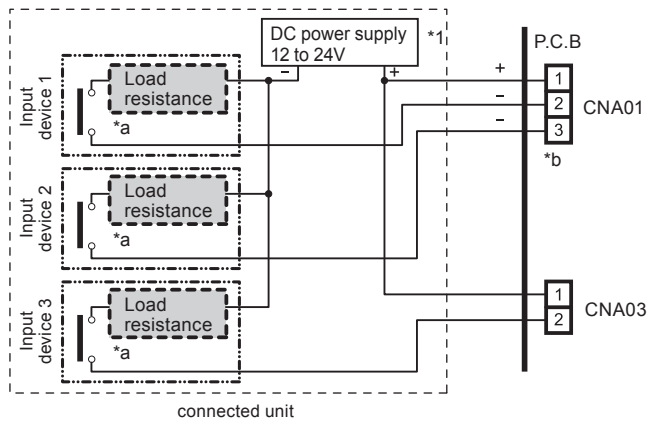 DC power supply
12 to 24V
*1
–
+
Input
device 1
Load
resistance
*a
Input
device 2
Load
resistance
*a
Input
device 3
Load
resistance
*a
connected unit
P.C.B
+
–
–
1
2
3
CNA01
*b
1
2
CNA03